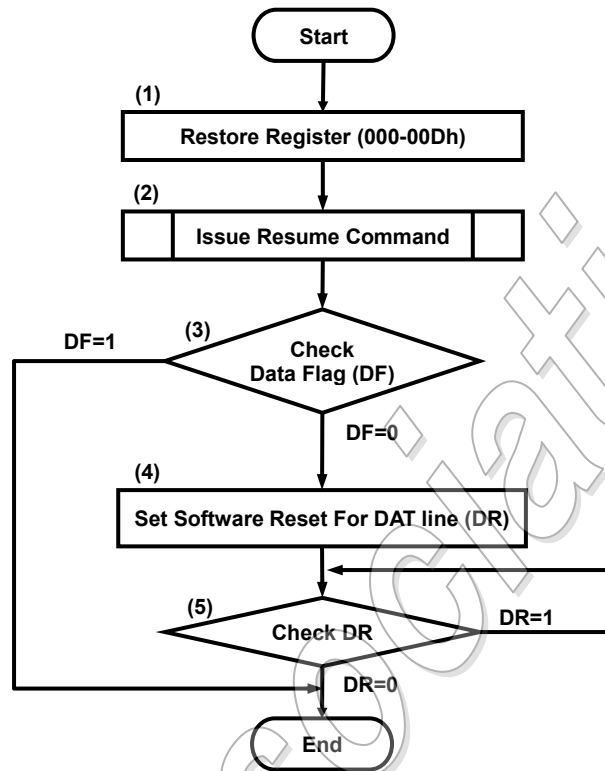 Start
(1)
Restore Register (000-00Dh)
(2)
Issue Resume Command
(3)
DF=1
Check
Data Flag (DF)
DF=0
(4)
Set Software Reset For DAT line (DR)
(5)
Check DR
DR=1
DR=0
End
ociati